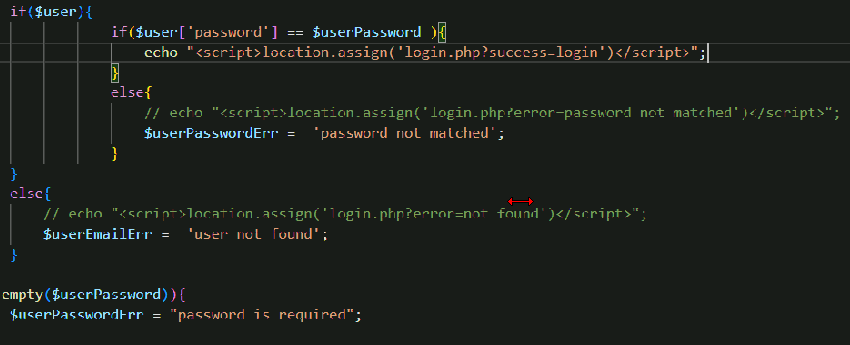 if($user){
if($user['password'] == $userPassword ){
echo "<script>location.assign('login.php?success=login')</script>";
}
else{
// echo "<script>location.assign('login.php?error=password not matched')</script>";
$userPasswordErr =  'password not matched';
}
}
else{
// echo "<script>location.assign('login.php?error=not found')</script>";
$userEmailErr =  'user not found';
}
empty($userPassword)){
$userPasswordErr = "password is required";